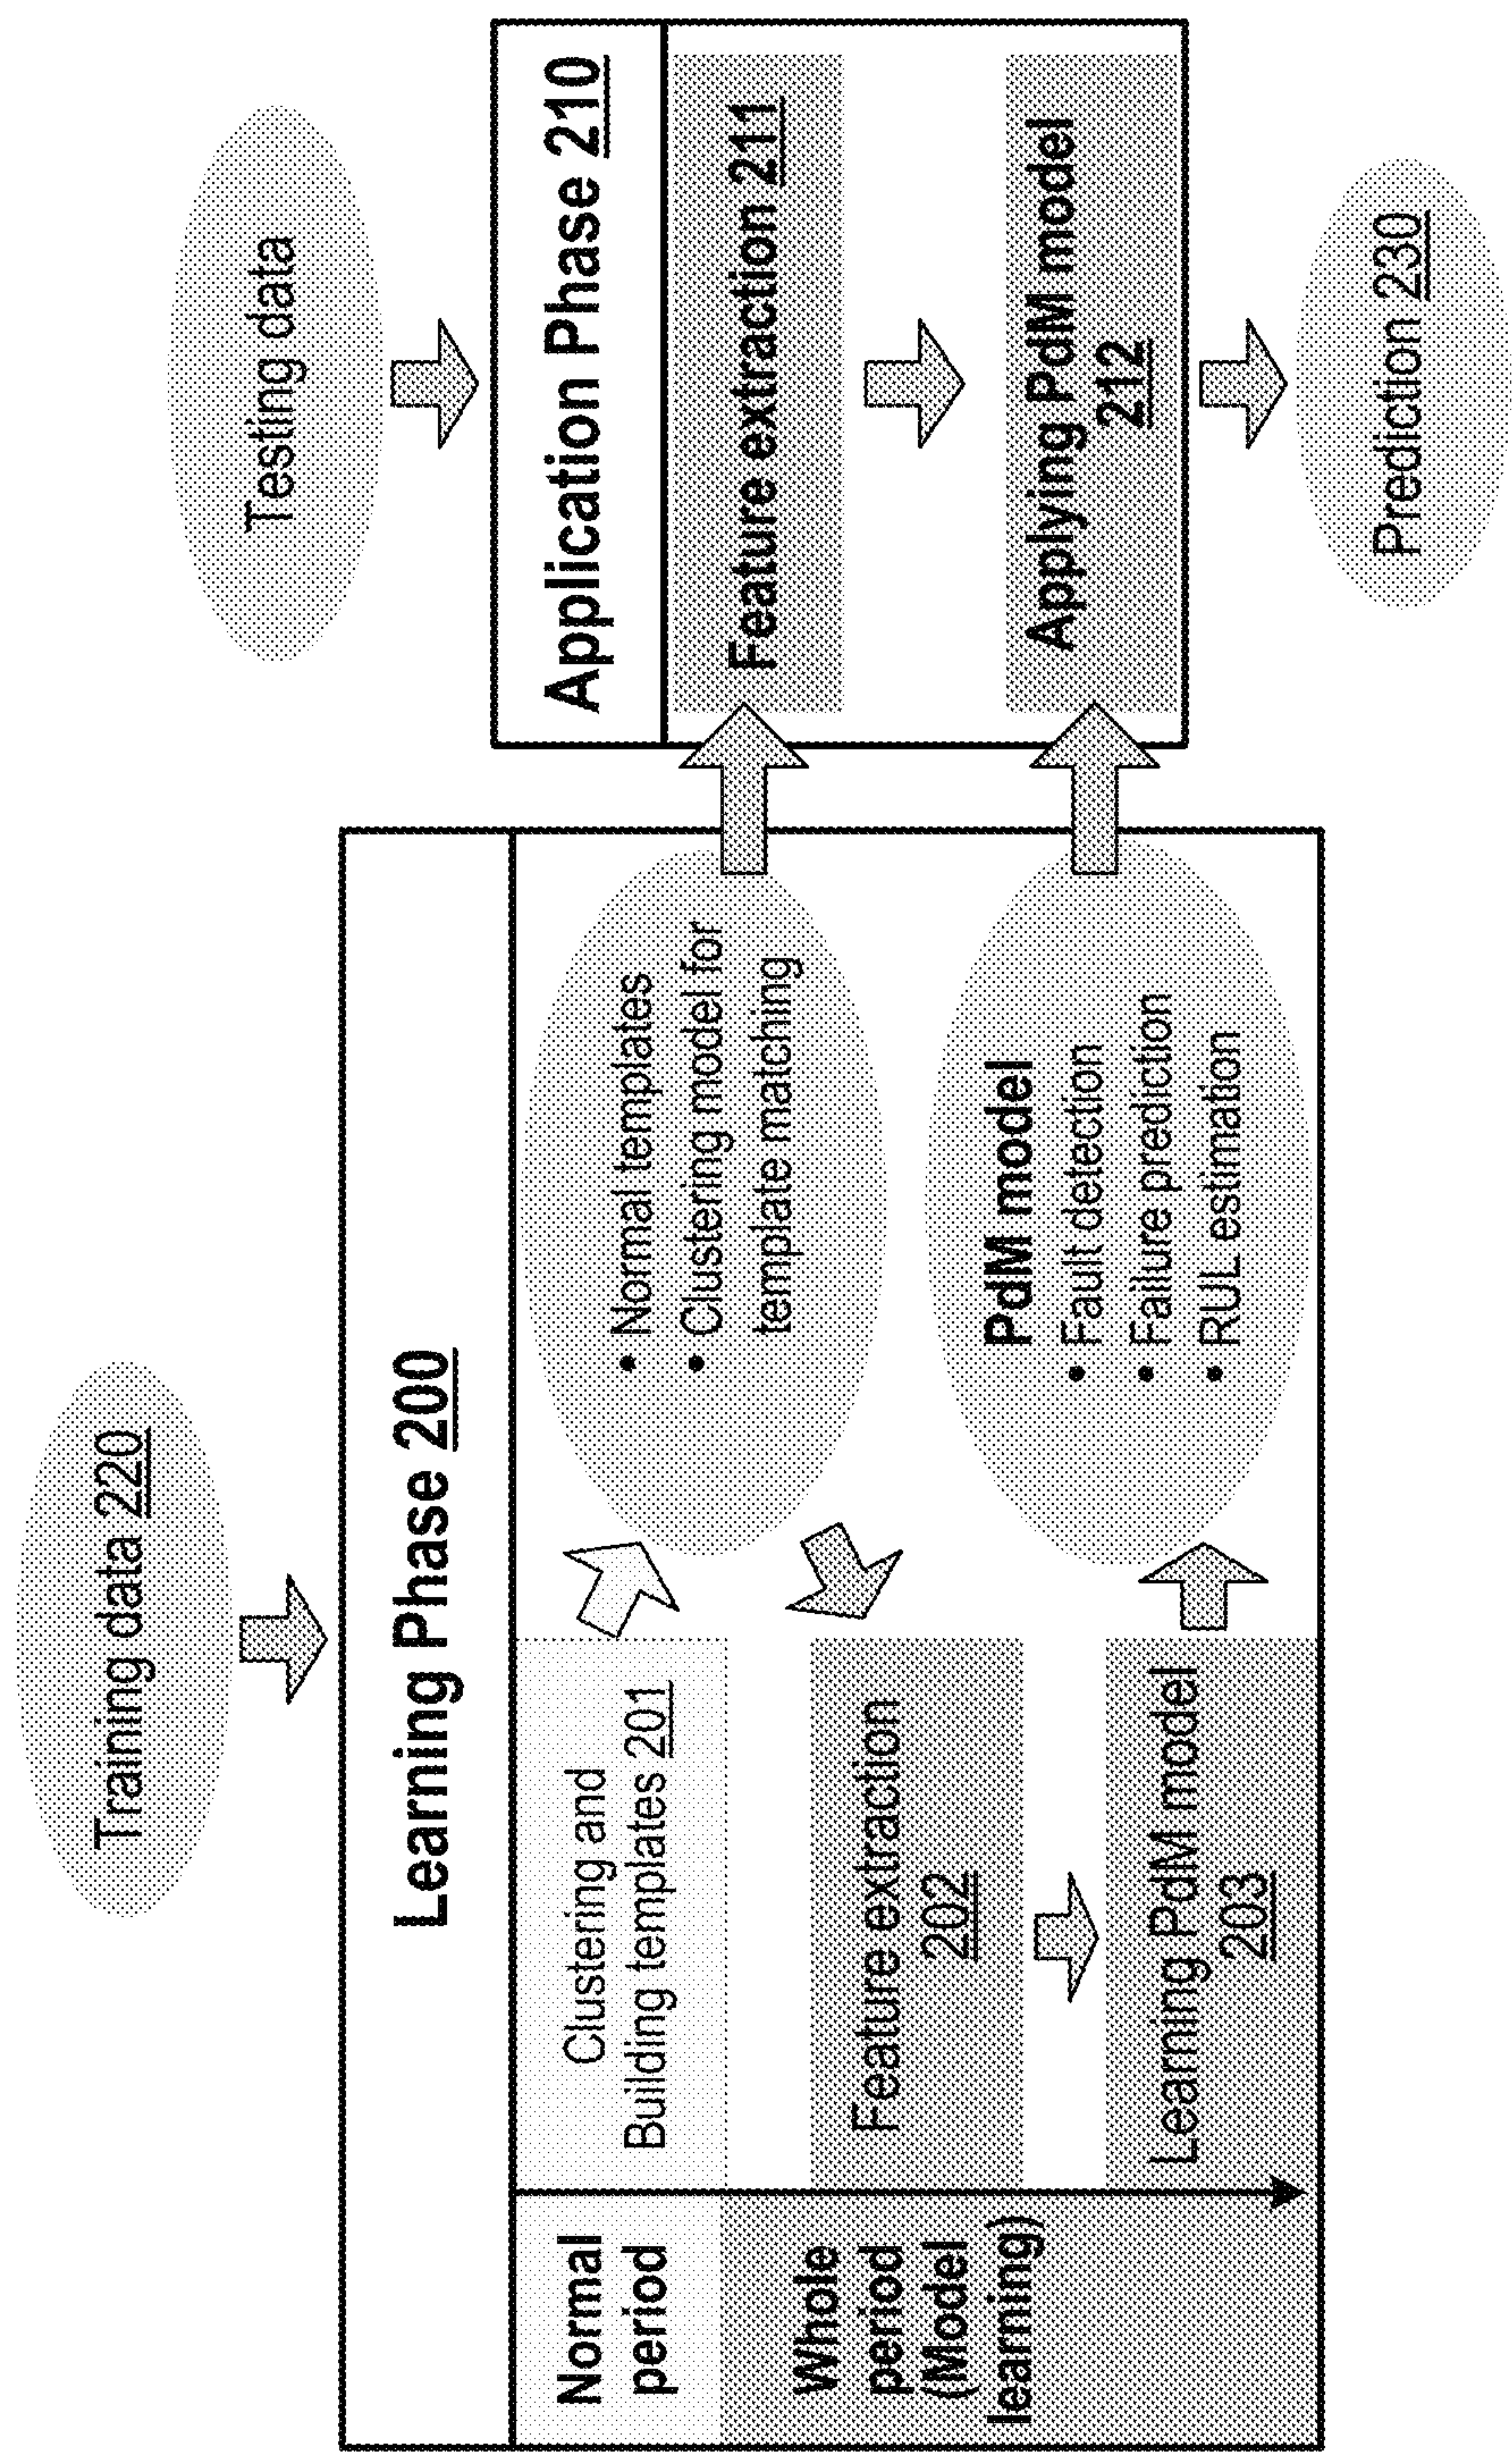 Training data 220
Learning Phase 200
Normal
period
Whole
period
(Model
learning)
Clustering and
Building templates 201
Feature extraction
202
Learning PdM model
203
• Normal templates
• Clustering model for
template matching
PdM model
• Fault detection
• Failure prediction
• RUL estimation
Testing data
Application Phase 210
Feature extraction 211
Applying PdM model
212
Prediction 230